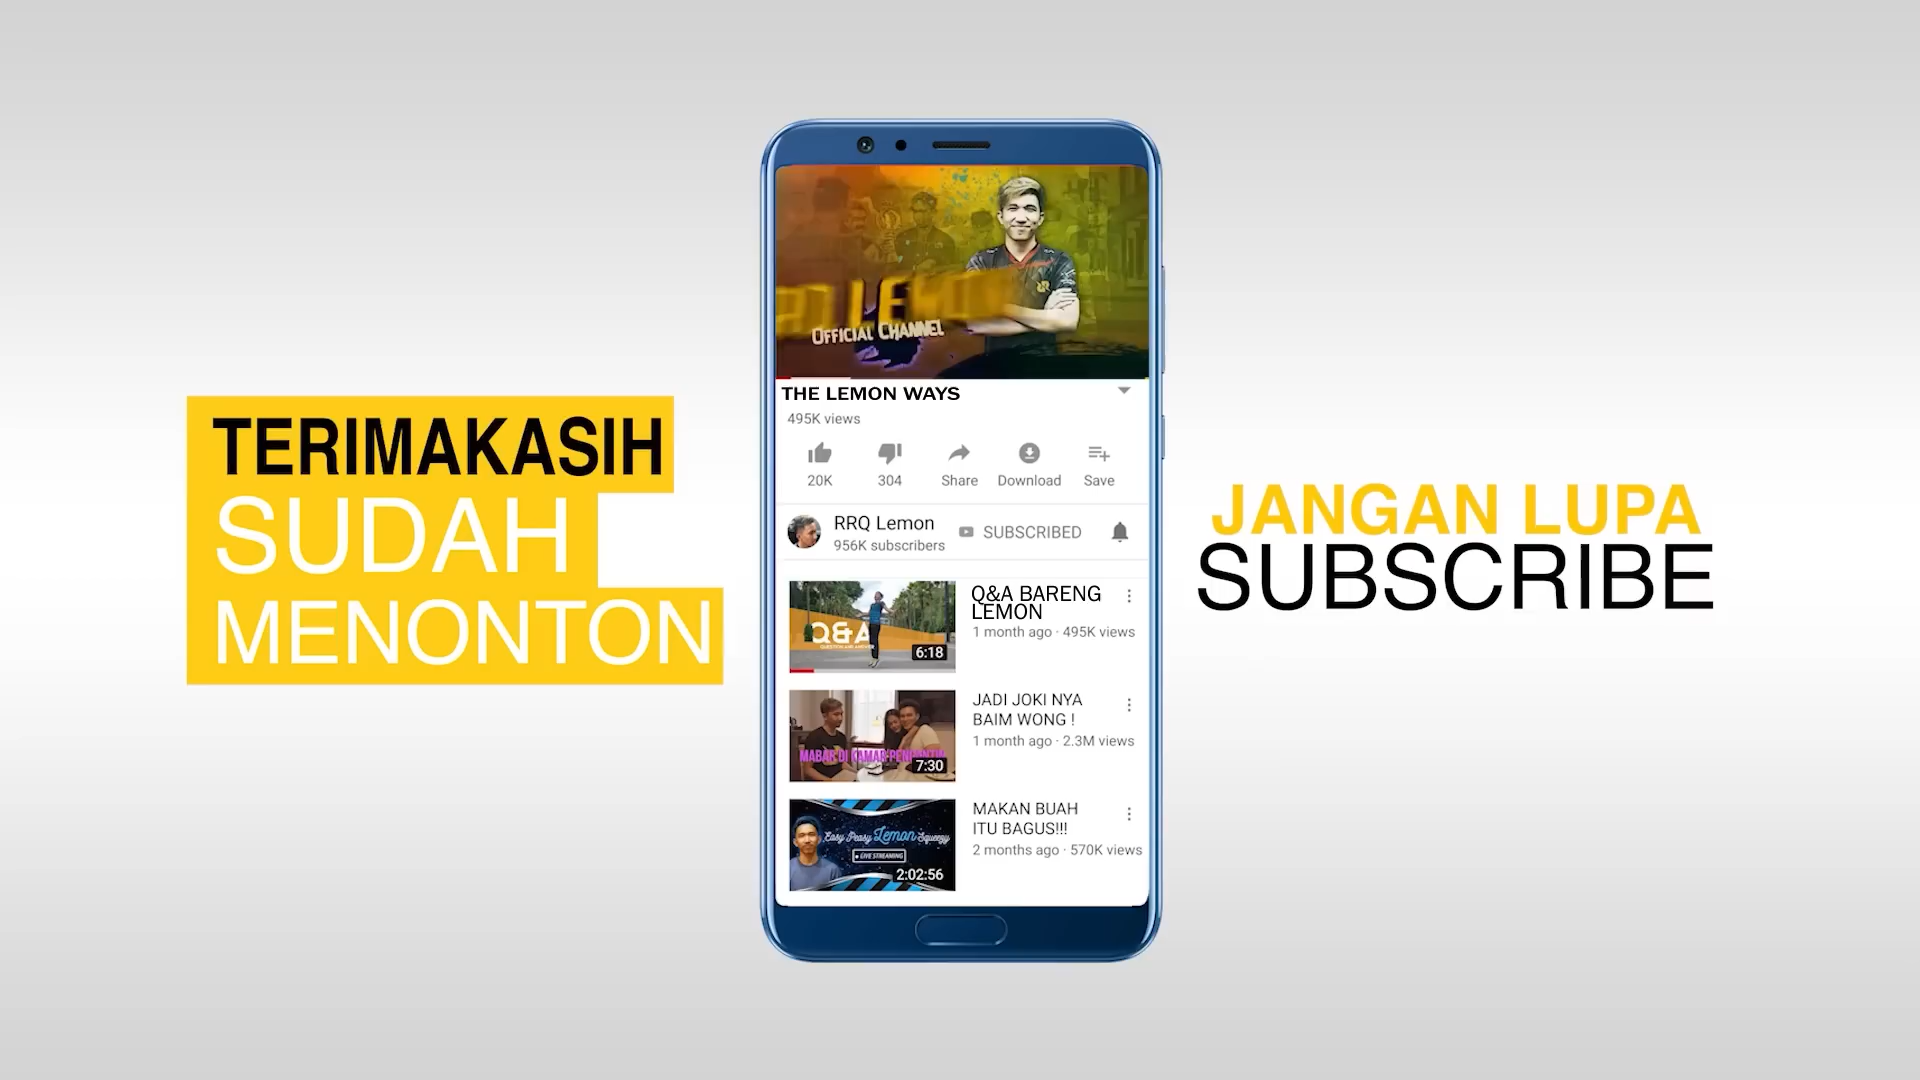 TERIMAKASIH
SUDAH
MENONTON
OFFICIAL CHANNEL
THE LEMON WAYS
495K views
20K
304
Share
Download
Save
RRQ Lemon
956K subscribers
SUBSCRIBED
Q&A
6:18
Q&A BARENG
LEMON
1 month ago · 495K views
MABAR DI KAMAR
7:30
JADI JOKI NYA
BAIM WONG !
1 month ago · 2.3M views
Easy Peasy Lemon Squeezy
LIVE STREAMING
2:02:56
MAKAN BUAH
ITU BAGUS!!!
2 months ago · 570K views
JANGAN LUPA
SUBSCRIBE